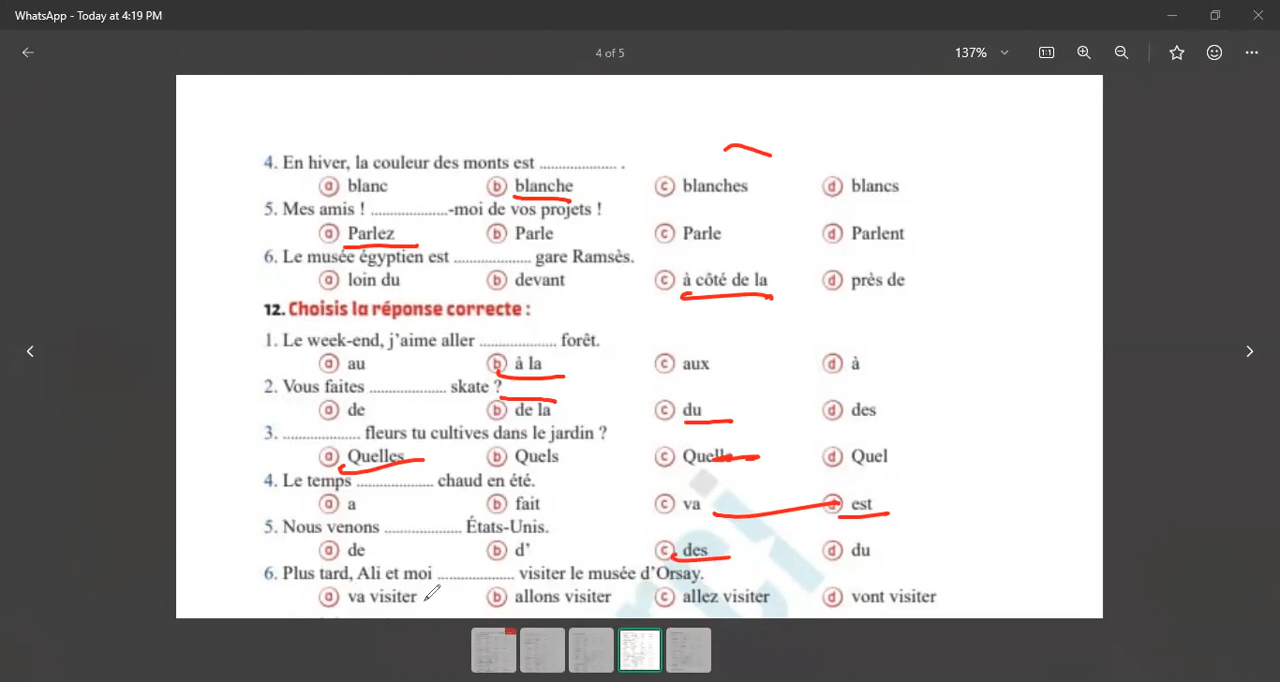 WhatsApp - Today at 4:19 PM
4 of 5
137%
4. En hiver, la couleur des monts est .................... .
a blanc b blanche c blanches d blancs
5. Mes amis ! ....................-moi de vos projets !
a Parlez b Parle c Parle d Parlent
6. Le musée égyptien est .................... gare Ramsès.
a loin du b devant c à côté de la d près de
12. Choisis la réponse correcte :
1. Le week-end, j'aime aller .................... forêt.
a au b à la c aux d à
2. Vous faites .................... skate ?
a de b de la c du d des
3. .................... fleurs tu cultives dans le jardin ?
a Quelles b Quels c Quelle d Quel
4. Le temps .................... chaud en été.
a a b fait c va d est
5. Nous venons .................... États-Unis.
a de b d' c des d du
6. Plus tard, Ali et moi .................... visiter le musée d'Orsay.
a va visiter b allons visiter c allez visiter d vont visiter